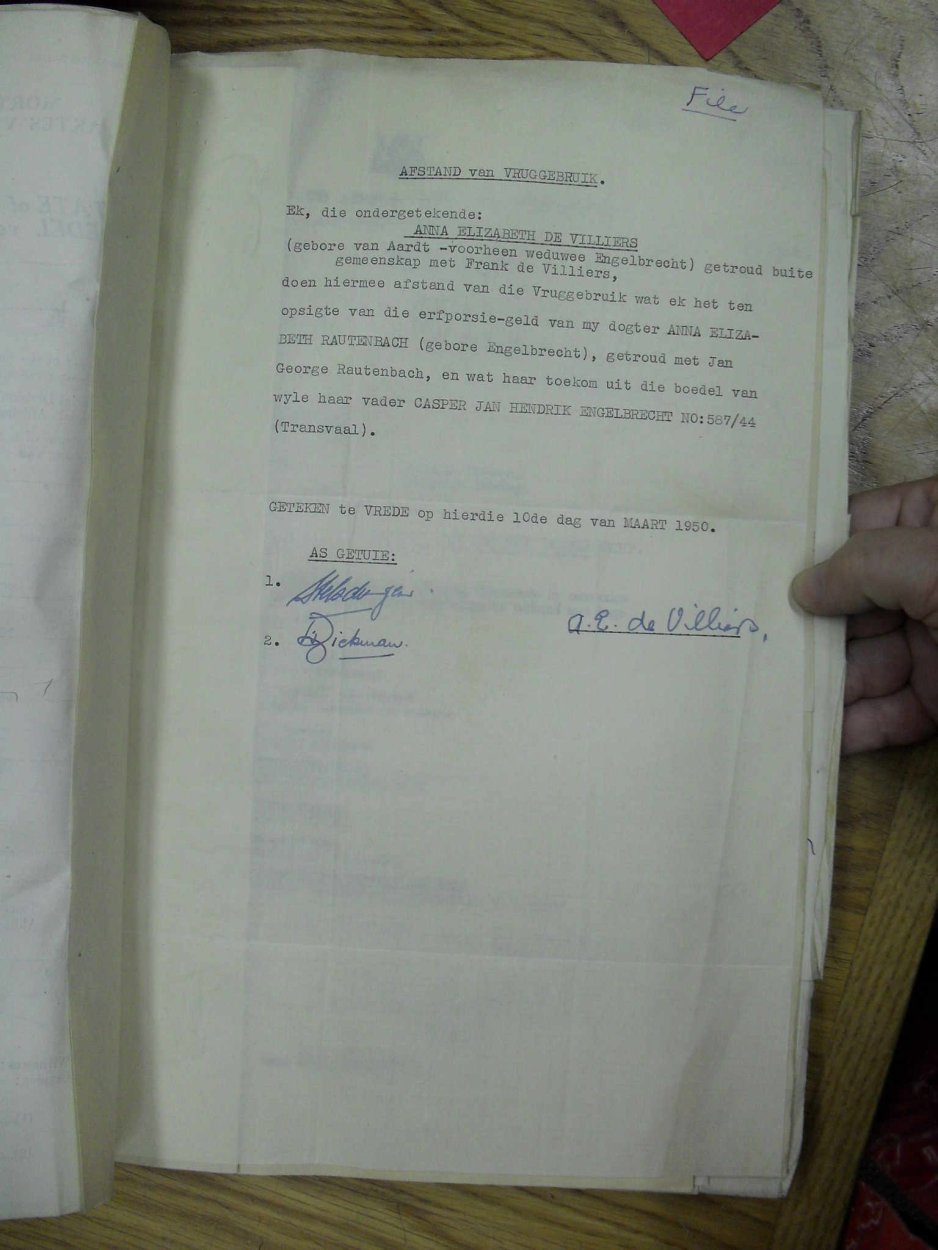 File
AFSTAND van VRUGGEBRUIK.
Ek, die ondergetekende:
ANNA ELIZABETH DE VILLIERS
(gebore van Aardt -voorheen weduwee Engelbrecht) getroud buite
gemeenskap met Frank de Villiers,
doen hiermee afstand van die Vruggebruik wat ek het ten
opsigte van die erfporsie-geld van my dogter ANNA ELIZA-
BETH RAUTENBACH (gebore Engelbrecht), getroud met Jan
George Rautenbach, en wat haar toekom uit die boedel van
wyle haar vader CASPER JAN HENDRIK ENGELBRECHT NO:587/44
(Transvaal).
GETEKEN te VREDE op hierdie 10de dag van MAART 1950.
AS GETUIE:
1.
2.
a. E. de Villiers,